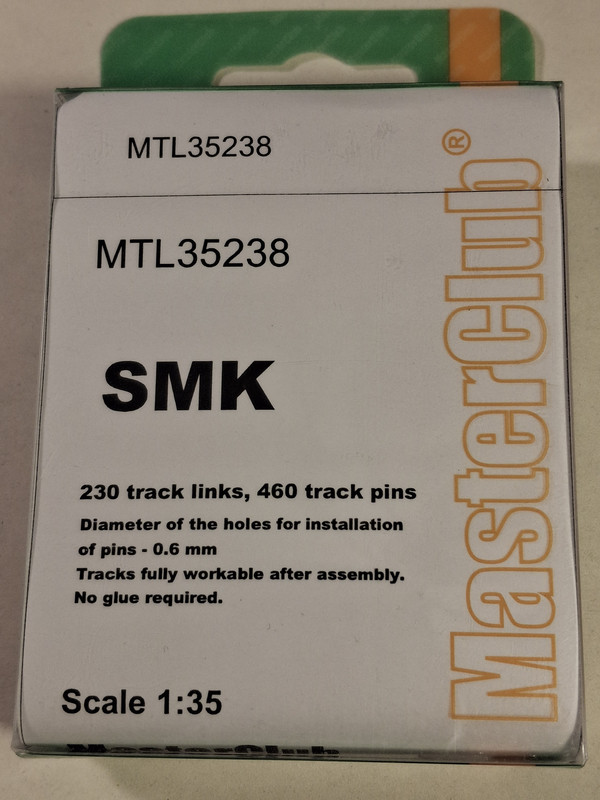 MTL35238
MTL35238
SMK
230 track links, 460 track pins
Diameter of the holes for installation
of pins - 0.6 mm
Tracks fully workable after assembly.
No glue required.
Scale 1:35
MasterClub®
MasterClub